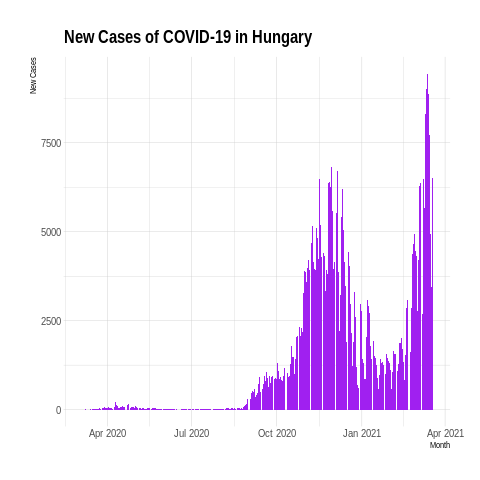 New Cases of COVID-19 in Hungary
New Cases
7500
5000
2500
0
Apr 2020
Jul 2020
Oct 2020
Jan 2021
Apr 2021
Month